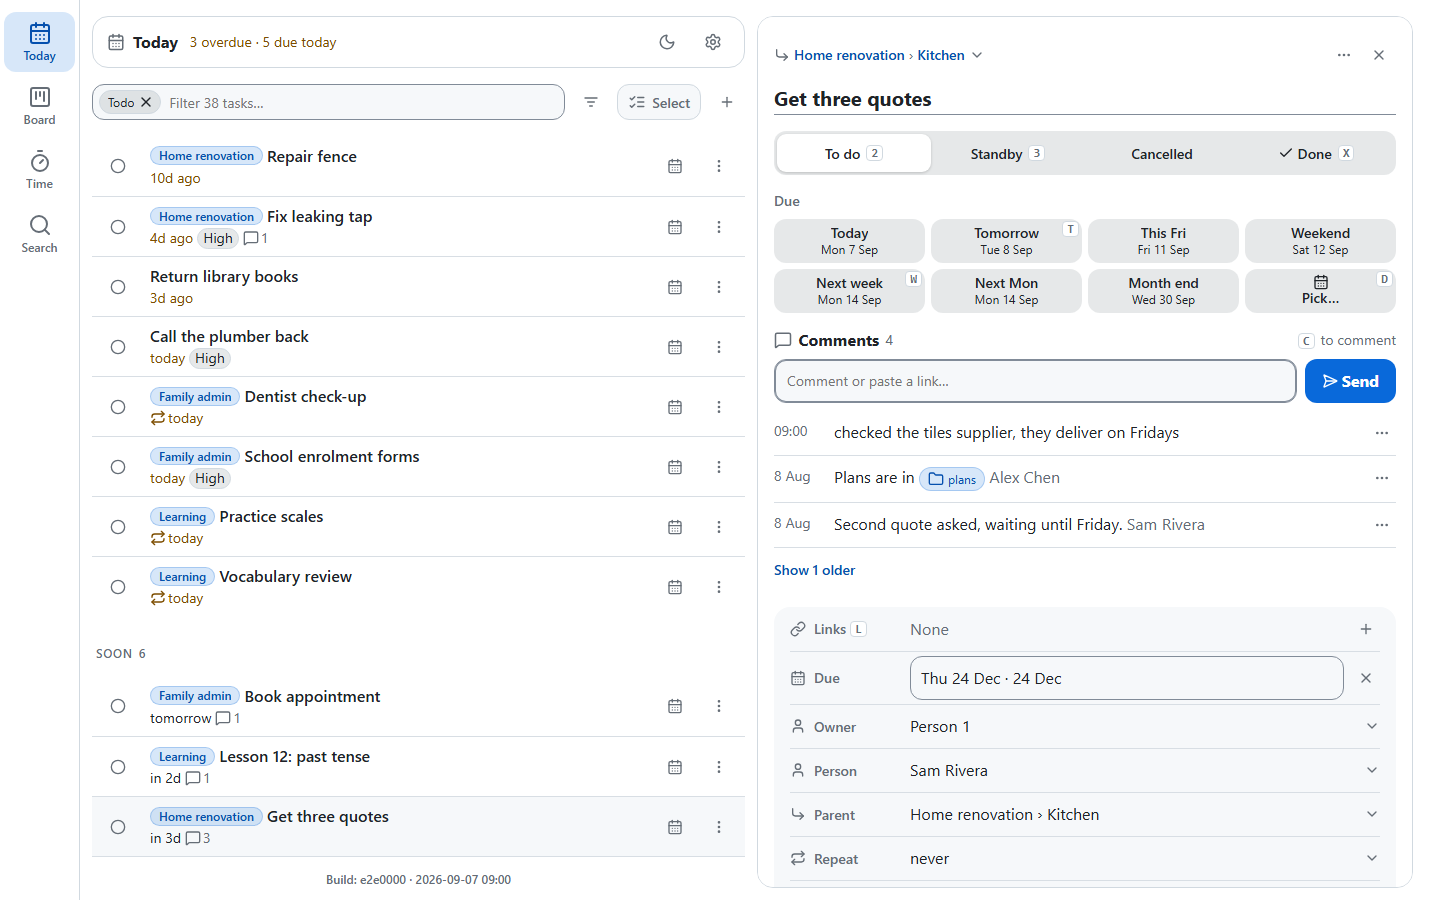 Today
Board
Time
Search
Today 3 overdue · 5 due today
Todo Filter 38 tasks... Select
Home renovation Repair fence
10d ago
Home renovation Fix leaking tap
4d ago High 1
Return library books
3d ago
Call the plumber back
today High
Family admin Dentist check-up
today
Family admin School enrolment forms
today High
Learning Practice scales
today
Learning Vocabulary review
today
SOON 6
Family admin Book appointment
tomorrow 1
Learning Lesson 12: past tense
in 2d 1
Home renovation Get three quotes
in 3d 3
Build: e2e0000 · 2026-09-07 09:00
Home renovation › Kitchen
Get three quotes
To do 2 Standby 3 Cancelled Done X
Due
Today Tomorrow T This Fri Weekend
Mon 7 Sep Tue 8 Sep Fri 11 Sep Sat 12 Sep
Next week W Next Mon Month end D
Mon 14 Sep Mon 14 Sep Wed 30 Sep Pick...
Comments 4 C to comment
Comment or paste a link... Send
09:00 checked the tiles supplier, they deliver on Fridays
8 Aug Plans are in plans Alex Chen
8 Aug Second quote asked, waiting until Friday. Sam Rivera
Show 1 older
Links L None
Due Thu 24 Dec · 24 Dec
Owner Person 1
Person Sam Rivera
Parent Home renovation › Kitchen
Repeat never